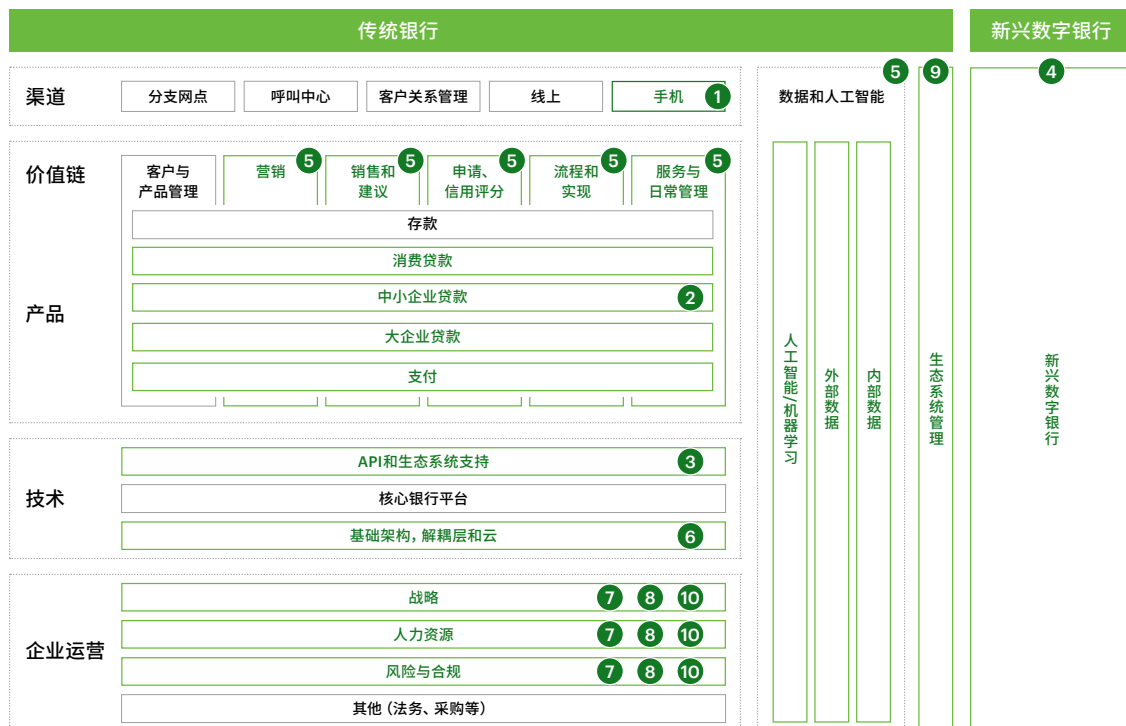 传统银行
新兴数字银行
渠道
分支网点
呼叫中心
客户关系管理
线上
手机
1
数据和人工智能
5
9
4
价值链
客户与
产品管理
营销
5
销售和
建议
5
申请、
信用评分
5
流程和
实现
5
服务与
日常管理
5
产品
存款
消费贷款
中小企业贷款
2
大企业贷款
支付
人工智能/机器学习
外部数据
内部数据
生态系统管理
新兴数字银行
技术
API和生态系统支持
3
核心银行平台
基础架构，解耦层和云
6
企业运营
战略
7 8 10
人力资源
7 8 10
风险与合规
7 8 10
其他（法务、采购等）